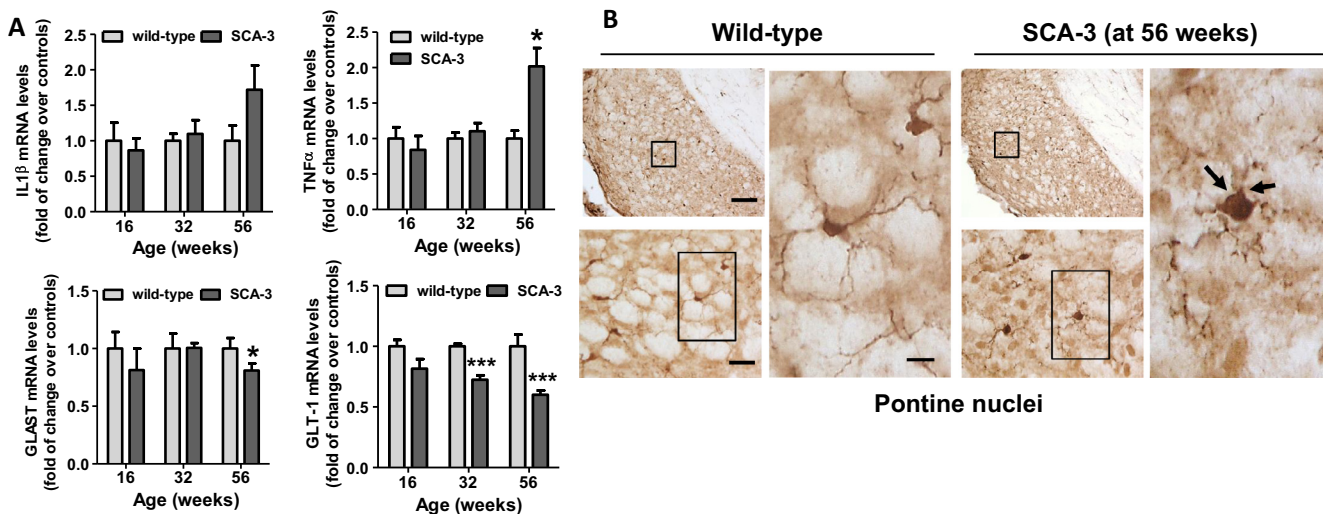 A
IL1β mRNA levels
(fold of change over controls)
2.5
2.0
1.5
1.0
0.5
0.0
wild-type SCA-3
16 32 56
Age (weeks)
TNFα mRNA levels
(fold of change over controls)
2.5
2.0
1.5
1.0
0.5
0.0
wild-type
SCA-3
*
16 32 56
Age (weeks)
GLAST mRNA levels
(fold of change over controls)
1.5
1.0
0.5
0.0
wild-type SCA-3
*
16 32 56
Age (weeks)
GLT-1 mRNA levels
(fold of change over controls)
1.5
1.0
0.5
0.0
wild-type SCA-3
***
***
16 32 56
Age (weeks)
B
Wild-type
SCA-3 (at 56 weeks)
Pontine nuclei